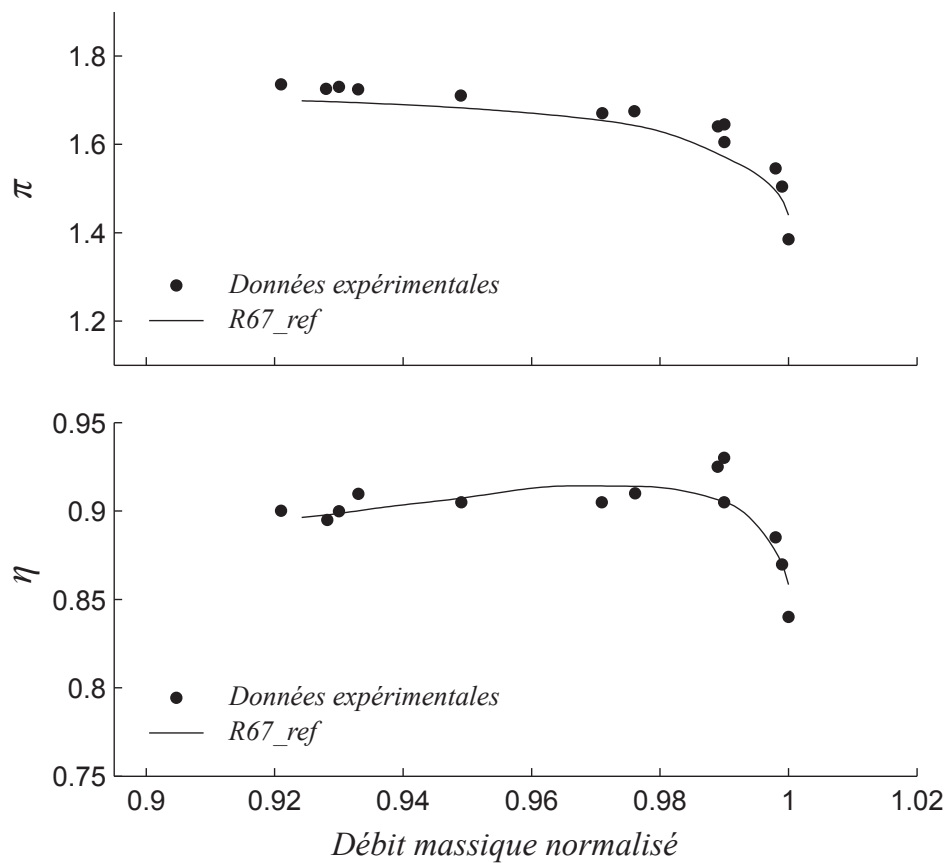 1.8
1.6
1.4
1.2
π
Données expérimentales
R67_ref
0.95
0.9
0.85
0.8
0.75
η
Données expérimentales
R67_ref
0.9 0.92 0.94 0.96 0.98 1 1.02
Débit massique normalisé